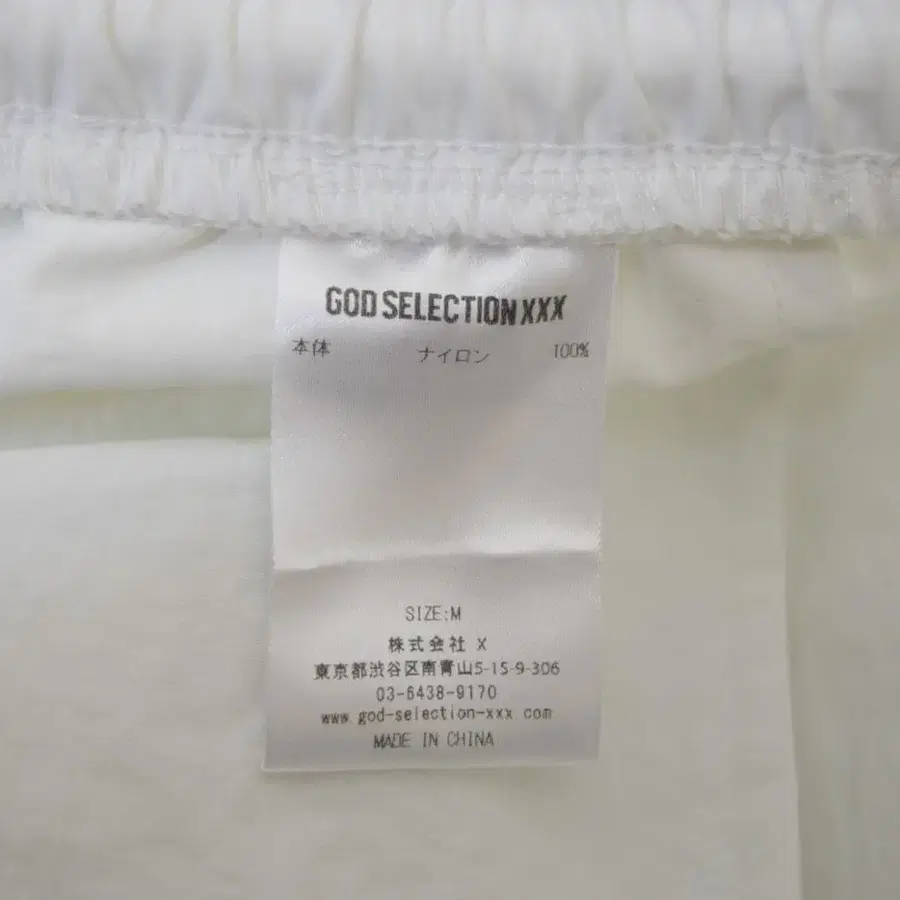 GOD SELECTION XXX
本体 ナイロン 100%
SIZE:M
株式会社 X
東京都渋谷区南青山5-15-9-306
03-6438-9170
www.god-selection-xxx com
MADE IN CHINA